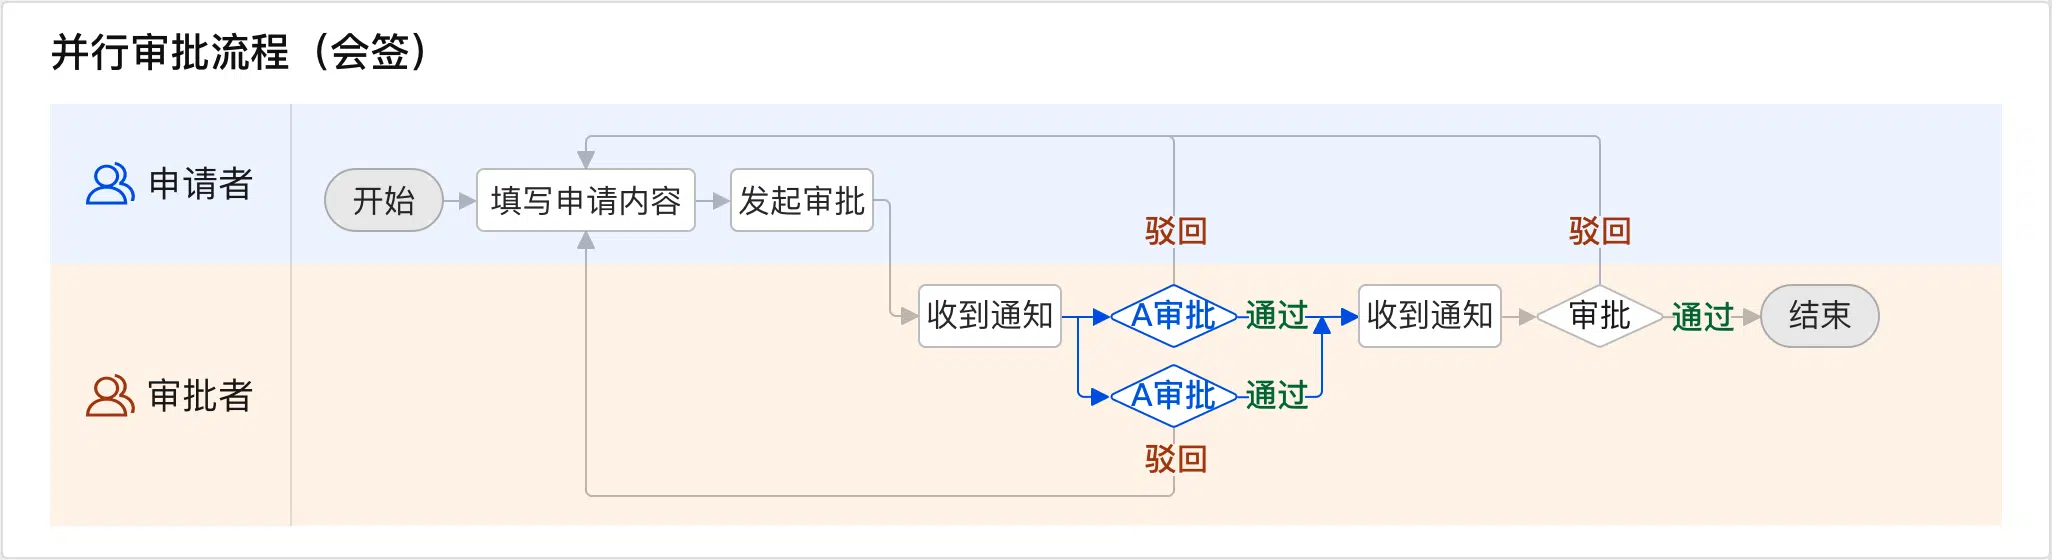 并行审批流程（会签）
申请者
开始
填写申请内容
发起审批
驳回
驳回
审批者
收到通知
A审批
通过
收到通知
审批
通过
结束
A审批
通过
驳回